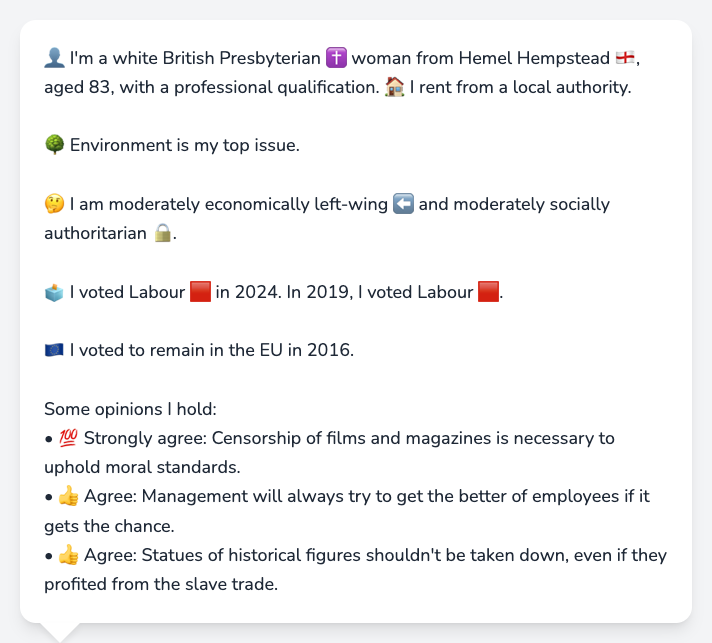 👤 I'm a white British Presbyterian ✝️ woman from Hemel Hempstead 🏴󠁧󠁢󠁥󠁮󠁧󠁿,
aged 83, with a professional qualification. 🏠 I rent from a local authority.
🌳 Environment is my top issue.
🤔 I am moderately economically left-wing ⬅️ and moderately socially
authoritarian 🔒.
🗳️ I voted Labour 🟥 in 2024. In 2019, I voted Labour 🟥.
🇪🇺 I voted to remain in the EU in 2016.
Some opinions I hold:
• 💯 Strongly agree: Censorship of films and magazines is necessary to
uphold moral standards.
• 👍 Agree: Management will always try to get the better of employees if it
gets the chance.
• 👍 Agree: Statues of historical figures shouldn't be taken down, even if they
profited from the slave trade.